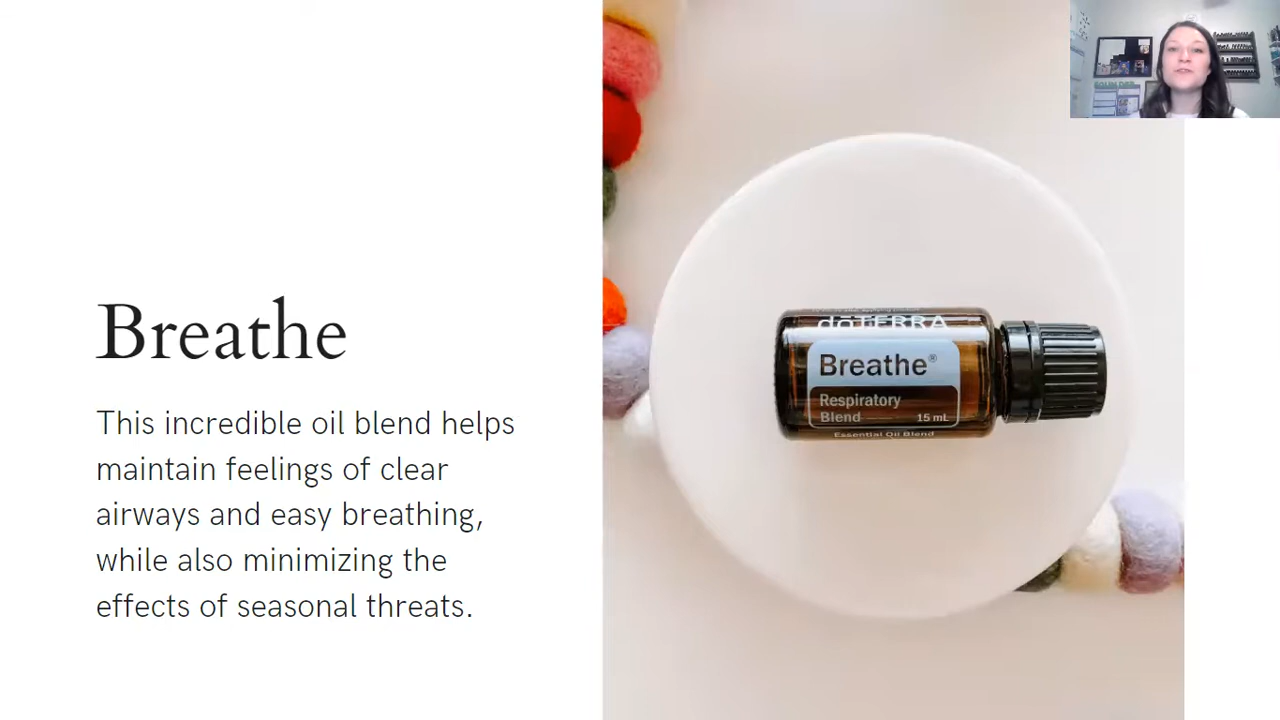 Breathe
This incredible oil blend helps
maintain feelings of clear
airways and easy breathing,
while also minimizing the
effects of seasonal threats.
doTERRA
Breathe®
Respiratory
Blend 15 mL
Essential Oil Blend